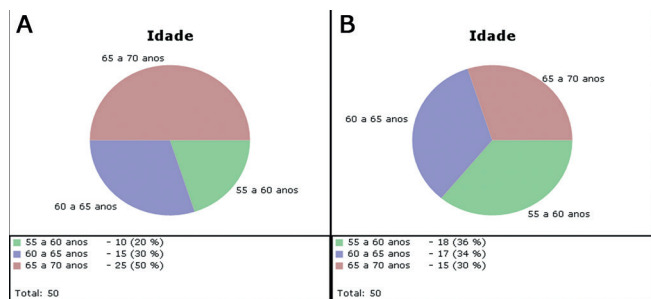 A
Idade
65 a 70 anos
60 a 65 anos
55 a 60 anos
55 a 60 anos - 10 (20 %)
60 a 65 anos - 15 (30 %)
65 a 70 anos - 25 (50 %)
Total: 50
B
Idade
65 a 70 anos
60 a 65 anos
55 a 60 anos
55 a 60 anos - 18 (36 %)
60 a 65 anos - 17 (34 %)
65 a 70 anos - 15 (30 %)
Total: 50